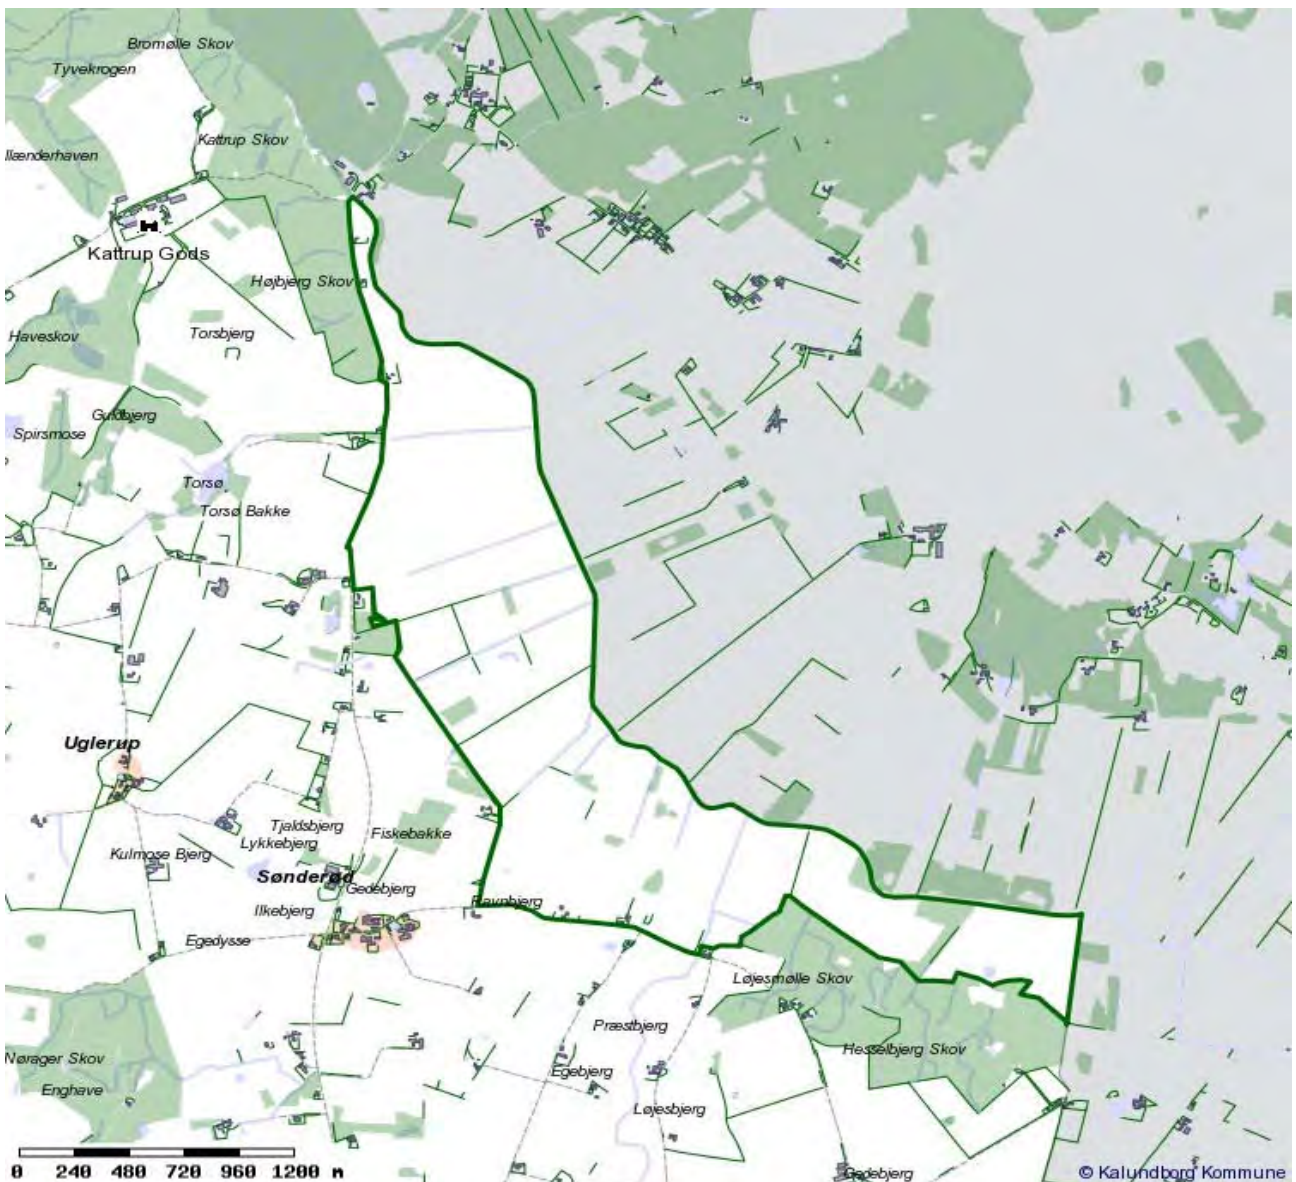 Bromølle Skov
Tyvekrogen
Kattrup Skov
llænderhaven
Kattrup Gods
Højbjerg Skov
Haveskov
Torsbjerg
Guldbjerg
Spirsmose
Torsø
Torsø Bakke
Uglerup
Tjaldsbjerg
Fiskebakke
Lykkebjerg
Kulmose Bjerg
Sønderød
Gedebjerg
Ravnbjerg
Ilkebjerg
Egedysse
Løjesmølle Skov
Præstbjerg
Hesselbjerg Skov
Nørager Skov
Egebjerg
Enghave
Løjesbjerg
Gedebjerg
0 240 480 720 960 1200 m
© Kalundborg Kommune